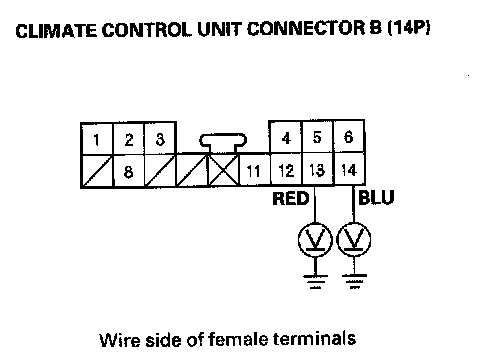 CLIMATE CONTROL UNIT CONNECTOR B (14P)
1 2 3 4 5 6
8 11 12 13 14
RED BLU
V V
Wire side of female terminals